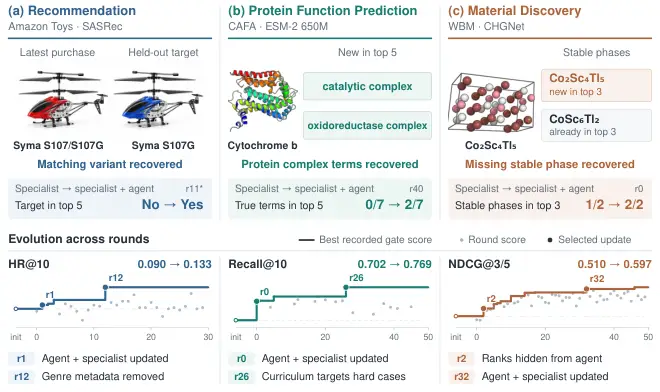 (a) Recommendation
Amazon Toys · SASRec
Latest purchase
Held-out target
Syma S107/S107G
Syma S107G
Matching variant recovered
Specialist → specialist + agent
r11*
Target in top 5
No → Yes
(b) Protein Function Prediction
CAFA · ESM-2 650M
New in top 5
catalytic complex
oxidoreductase complex
Cytochrome b
Protein complex terms recovered
Specialist → specialist + agent
r40
True terms in top 5
0/7 → 2/7
(c) Material Discovery
WBM · CHGNet
Stable phases
Co₂Sc₄Tl₅
new in top 3
CoSc₆Tl₂
already in top 3
Co₂Sc₄Tl₅
Missing stable phase recovered
Specialist → specialist + agent
r0
Stable phases in top 3
1/2 → 2/2
Evolution across rounds
Best recorded gate score
Round score
Selected update
HR@10
0.090 → 0.133
r1
r12
init
0
10
20
30
r1
Agent + specialist updated
r12
Genre metadata removed
Recall@10
0.702 → 0.769
r0
r26
init
0
10
20
30
40
50
r0
Agent + specialist updated
r26
Curriculum targets hard cases
NDCG@3/5
0.510 → 0.597
r2
r32
init
0
10
20
30
40
50
r2
Ranks hidden from agent
r32
Agent + specialist updated